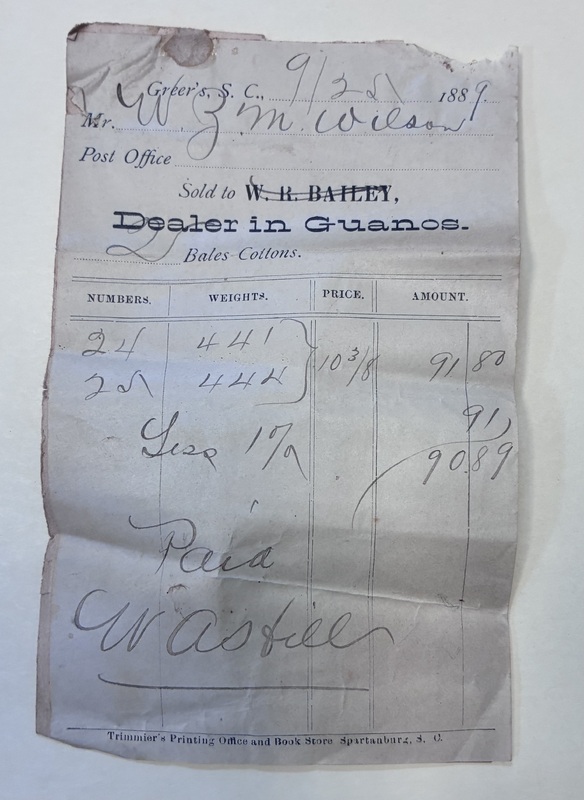 Greer's, S. C., 9/25 1889.
Mr. W. Z. M. Wilson
Post Office
Sold to W. R. BAILEY,
Dealer in Guanos.
2 Bales Cottons.
NUMBERS. WEIGHTS. PRICE. AMOUNT.
24 441 10 3/8 91 80
25 444
Less 1% 91
90.89
Paid
Trimmier's Printing Office and Book Store Spartanburg, S. C.